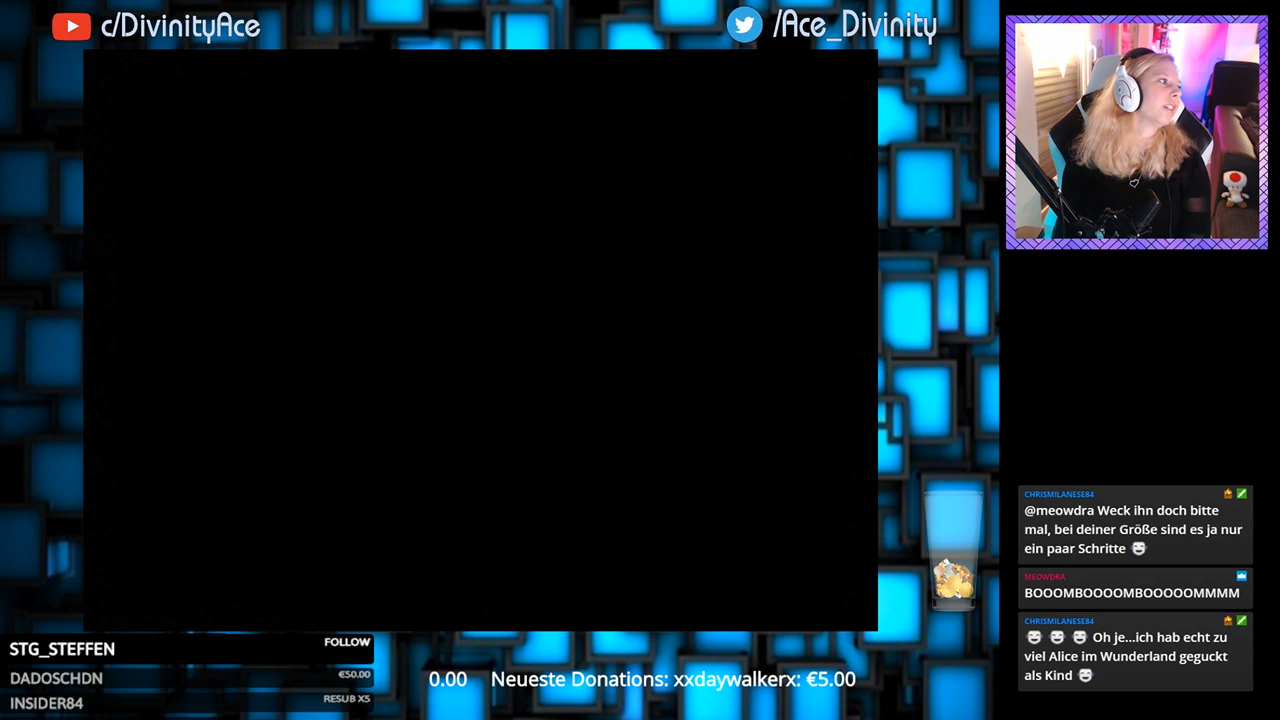 c/DivinityAce
/Ace_Divinity
CHRISMILANESE84
@meowdra Weck ihn doch bitte
mal, bei deiner Größe sind es ja nur
ein paar Schritte
MEOWDRA
BOOOMBOOOOMBOOOOOMMMM
CHRISMILANESE84
Oh je...ich hab echt zu
viel Alice im Wunderland geguckt
als Kind
STG_STEFFEN FOLLOW
DADOSCHDN €50.00
INSIDER84 RESUB X5
0.00 Neueste Donations: xxdaywalkerx: €5.00